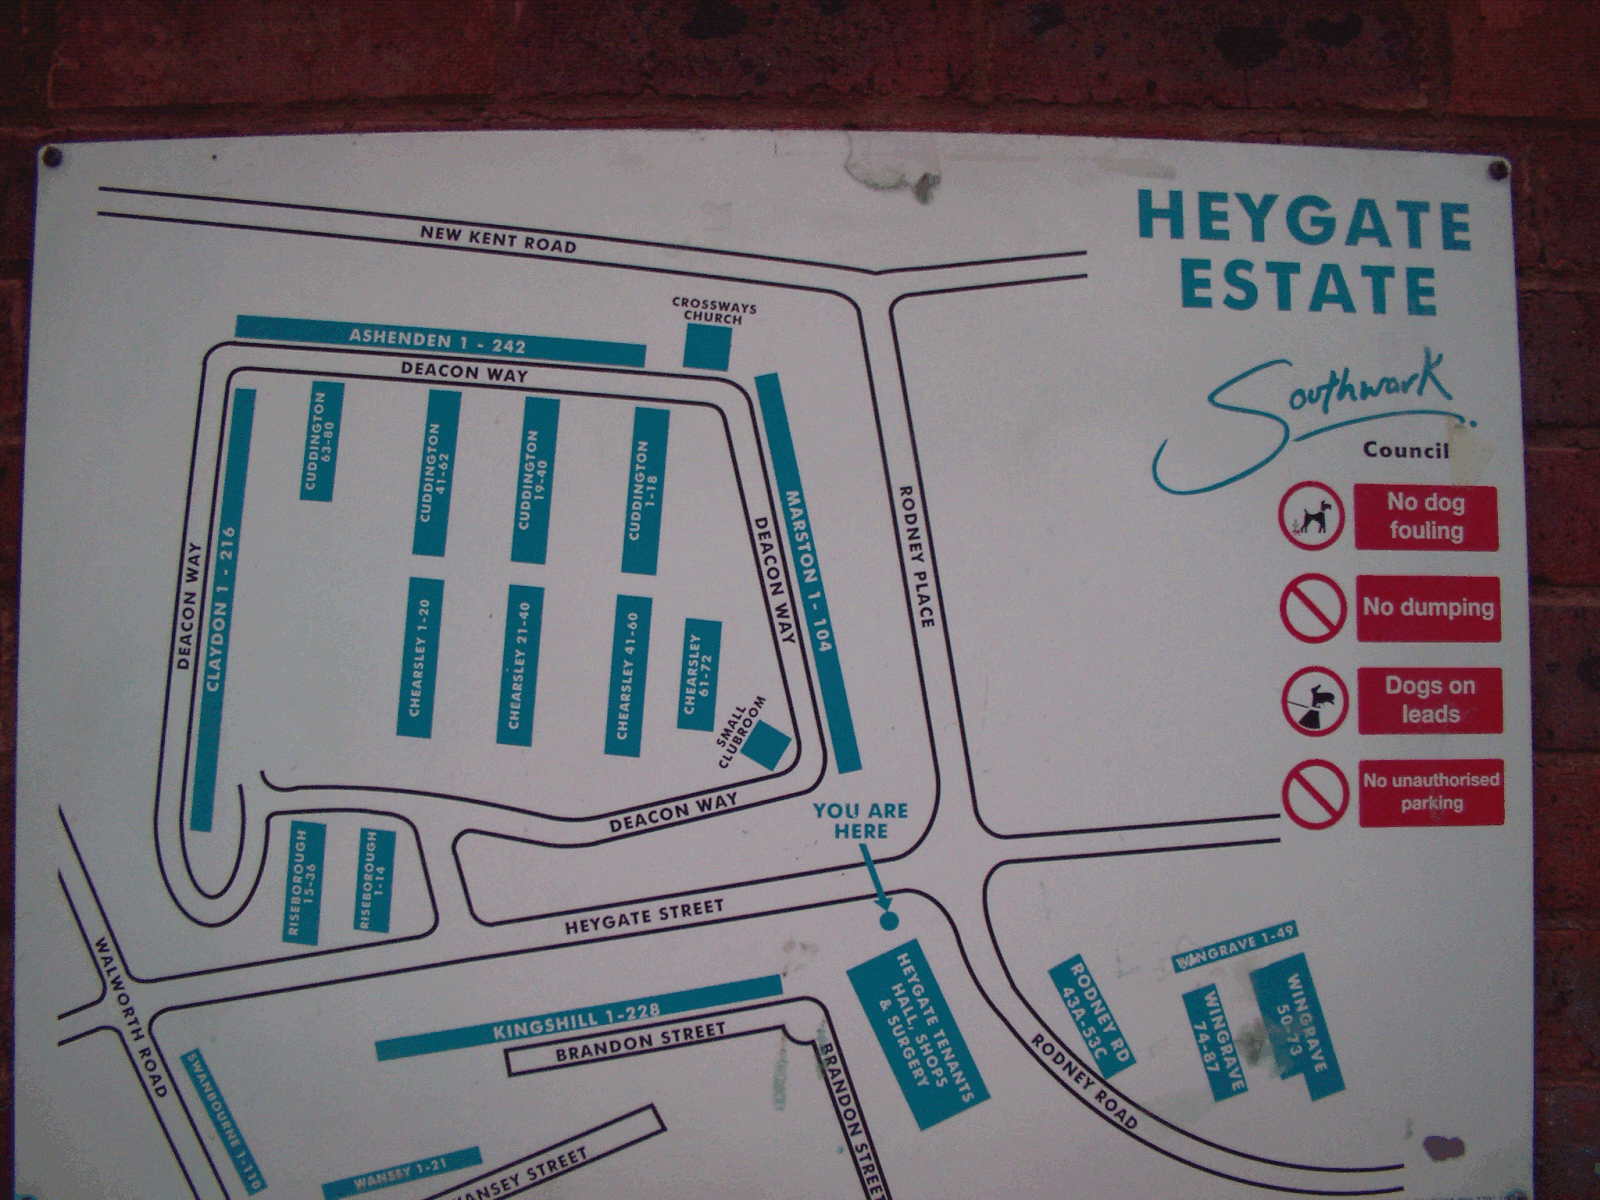 HEYGATE
ESTATE
Southwark
Council
No dog
fouling
No dumping
Dogs on
leads
No unauthorised
parking
NEW KENT ROAD
CROSSWAYS
CHURCH
ASHENDEN 1 - 242
DEACON WAY
CUDDINGTON
63-80
CUDDINGTON
41-62
CUDDINGTON
19-40
CUDDINGTON
1-18
MARSTON 1 - 104
DEACON WAY
RODNEY PLACE
DEACON WAY
CLAYDON 1 - 216
CHEARSLEY 1-20
CHEARSLEY 21-40
CHEARSLEY 41-60
CHEARSLEY
61-72
SMALL
CLUBROOM
DEACON WAY
YOU ARE
HERE
RISEBOROUGH
15-36
RISEBOROUGH
1-14
HEYGATE STREET
WALWORTH ROAD
KINGSHILL 1-228
BRANDON STREET
BRANDON STREET
HEYGATE TENANTS
HALL, SHOPS
& SURGERY
RODNEY RD
43A-53C
WINGRAVE 1-49
WINGRAVE
74-87
WINGRAVE
50-73
RODNEY ROAD
SWANBOURNE 1-110
WANSEY 1-21
WANSEY STREET